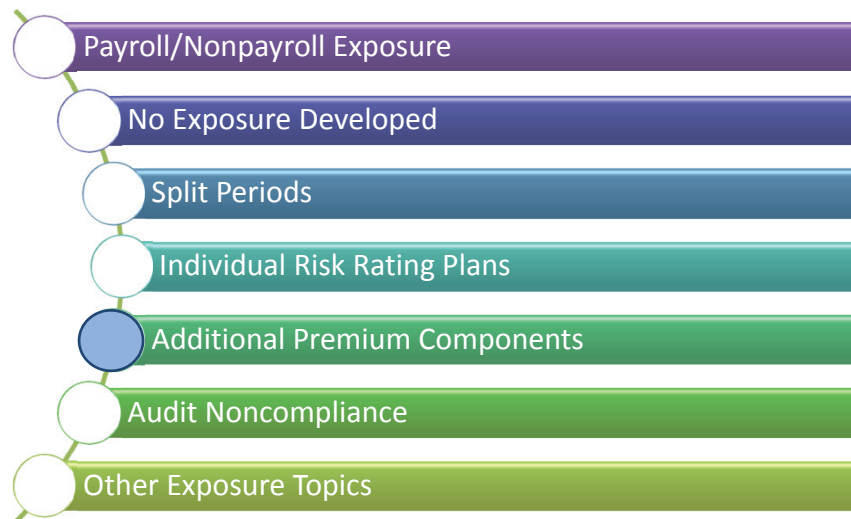 Payroll/Nonpayroll Exposure
No Exposure Developed
Split Periods
Individual Risk Rating Plans
Additional Premium Components
Audit Noncompliance
Other Exposure Topics